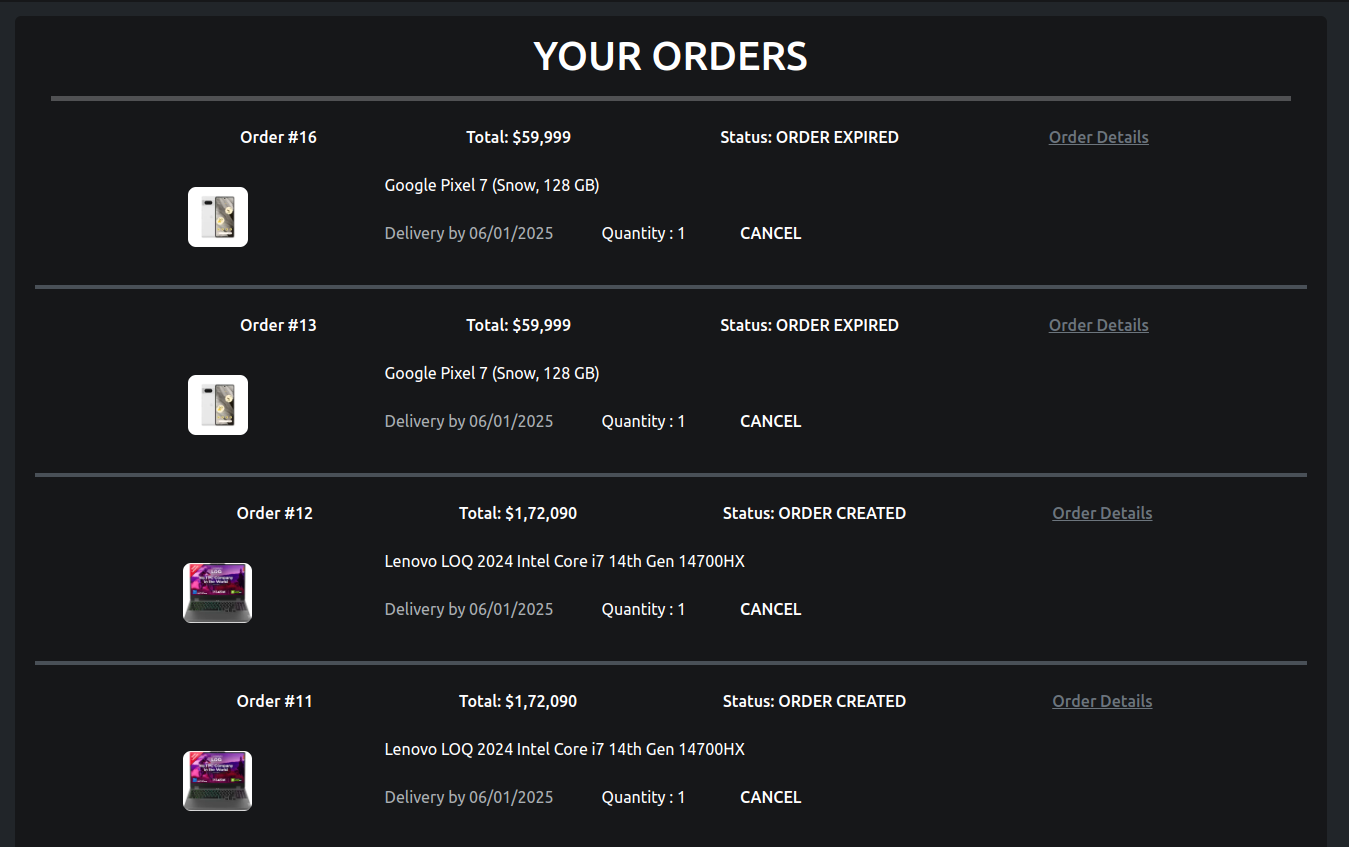 YOUR ORDERS
Order #16 Total: $59,999 Status: ORDER EXPIRED Order Details
Google Pixel 7 (Snow, 128 GB)
Delivery by 06/01/2025 Quantity : 1 CANCEL
Order #13 Total: $59,999 Status: ORDER EXPIRED Order Details
Google Pixel 7 (Snow, 128 GB)
Delivery by 06/01/2025 Quantity : 1 CANCEL
Order #12 Total: $1,72,090 Status: ORDER CREATED Order Details
Lenovo LOQ 2024 Intel Core i7 14th Gen 14700HX
Delivery by 06/01/2025 Quantity : 1 CANCEL
Order #11 Total: $1,72,090 Status: ORDER CREATED Order Details
Lenovo LOQ 2024 Intel Core i7 14th Gen 14700HX
Delivery by 06/01/2025 Quantity : 1 CANCEL